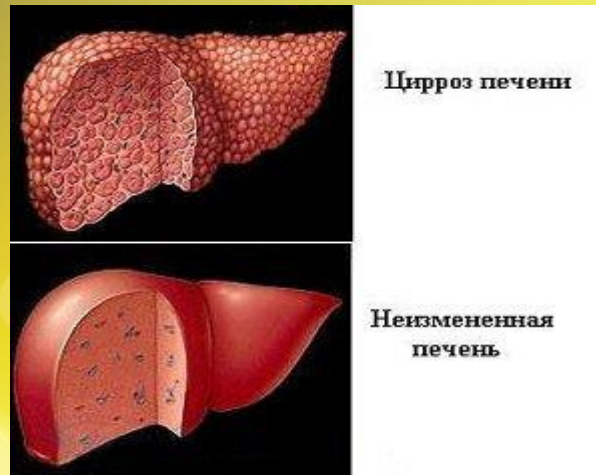 Цирроз печени
Неизмененная
печень